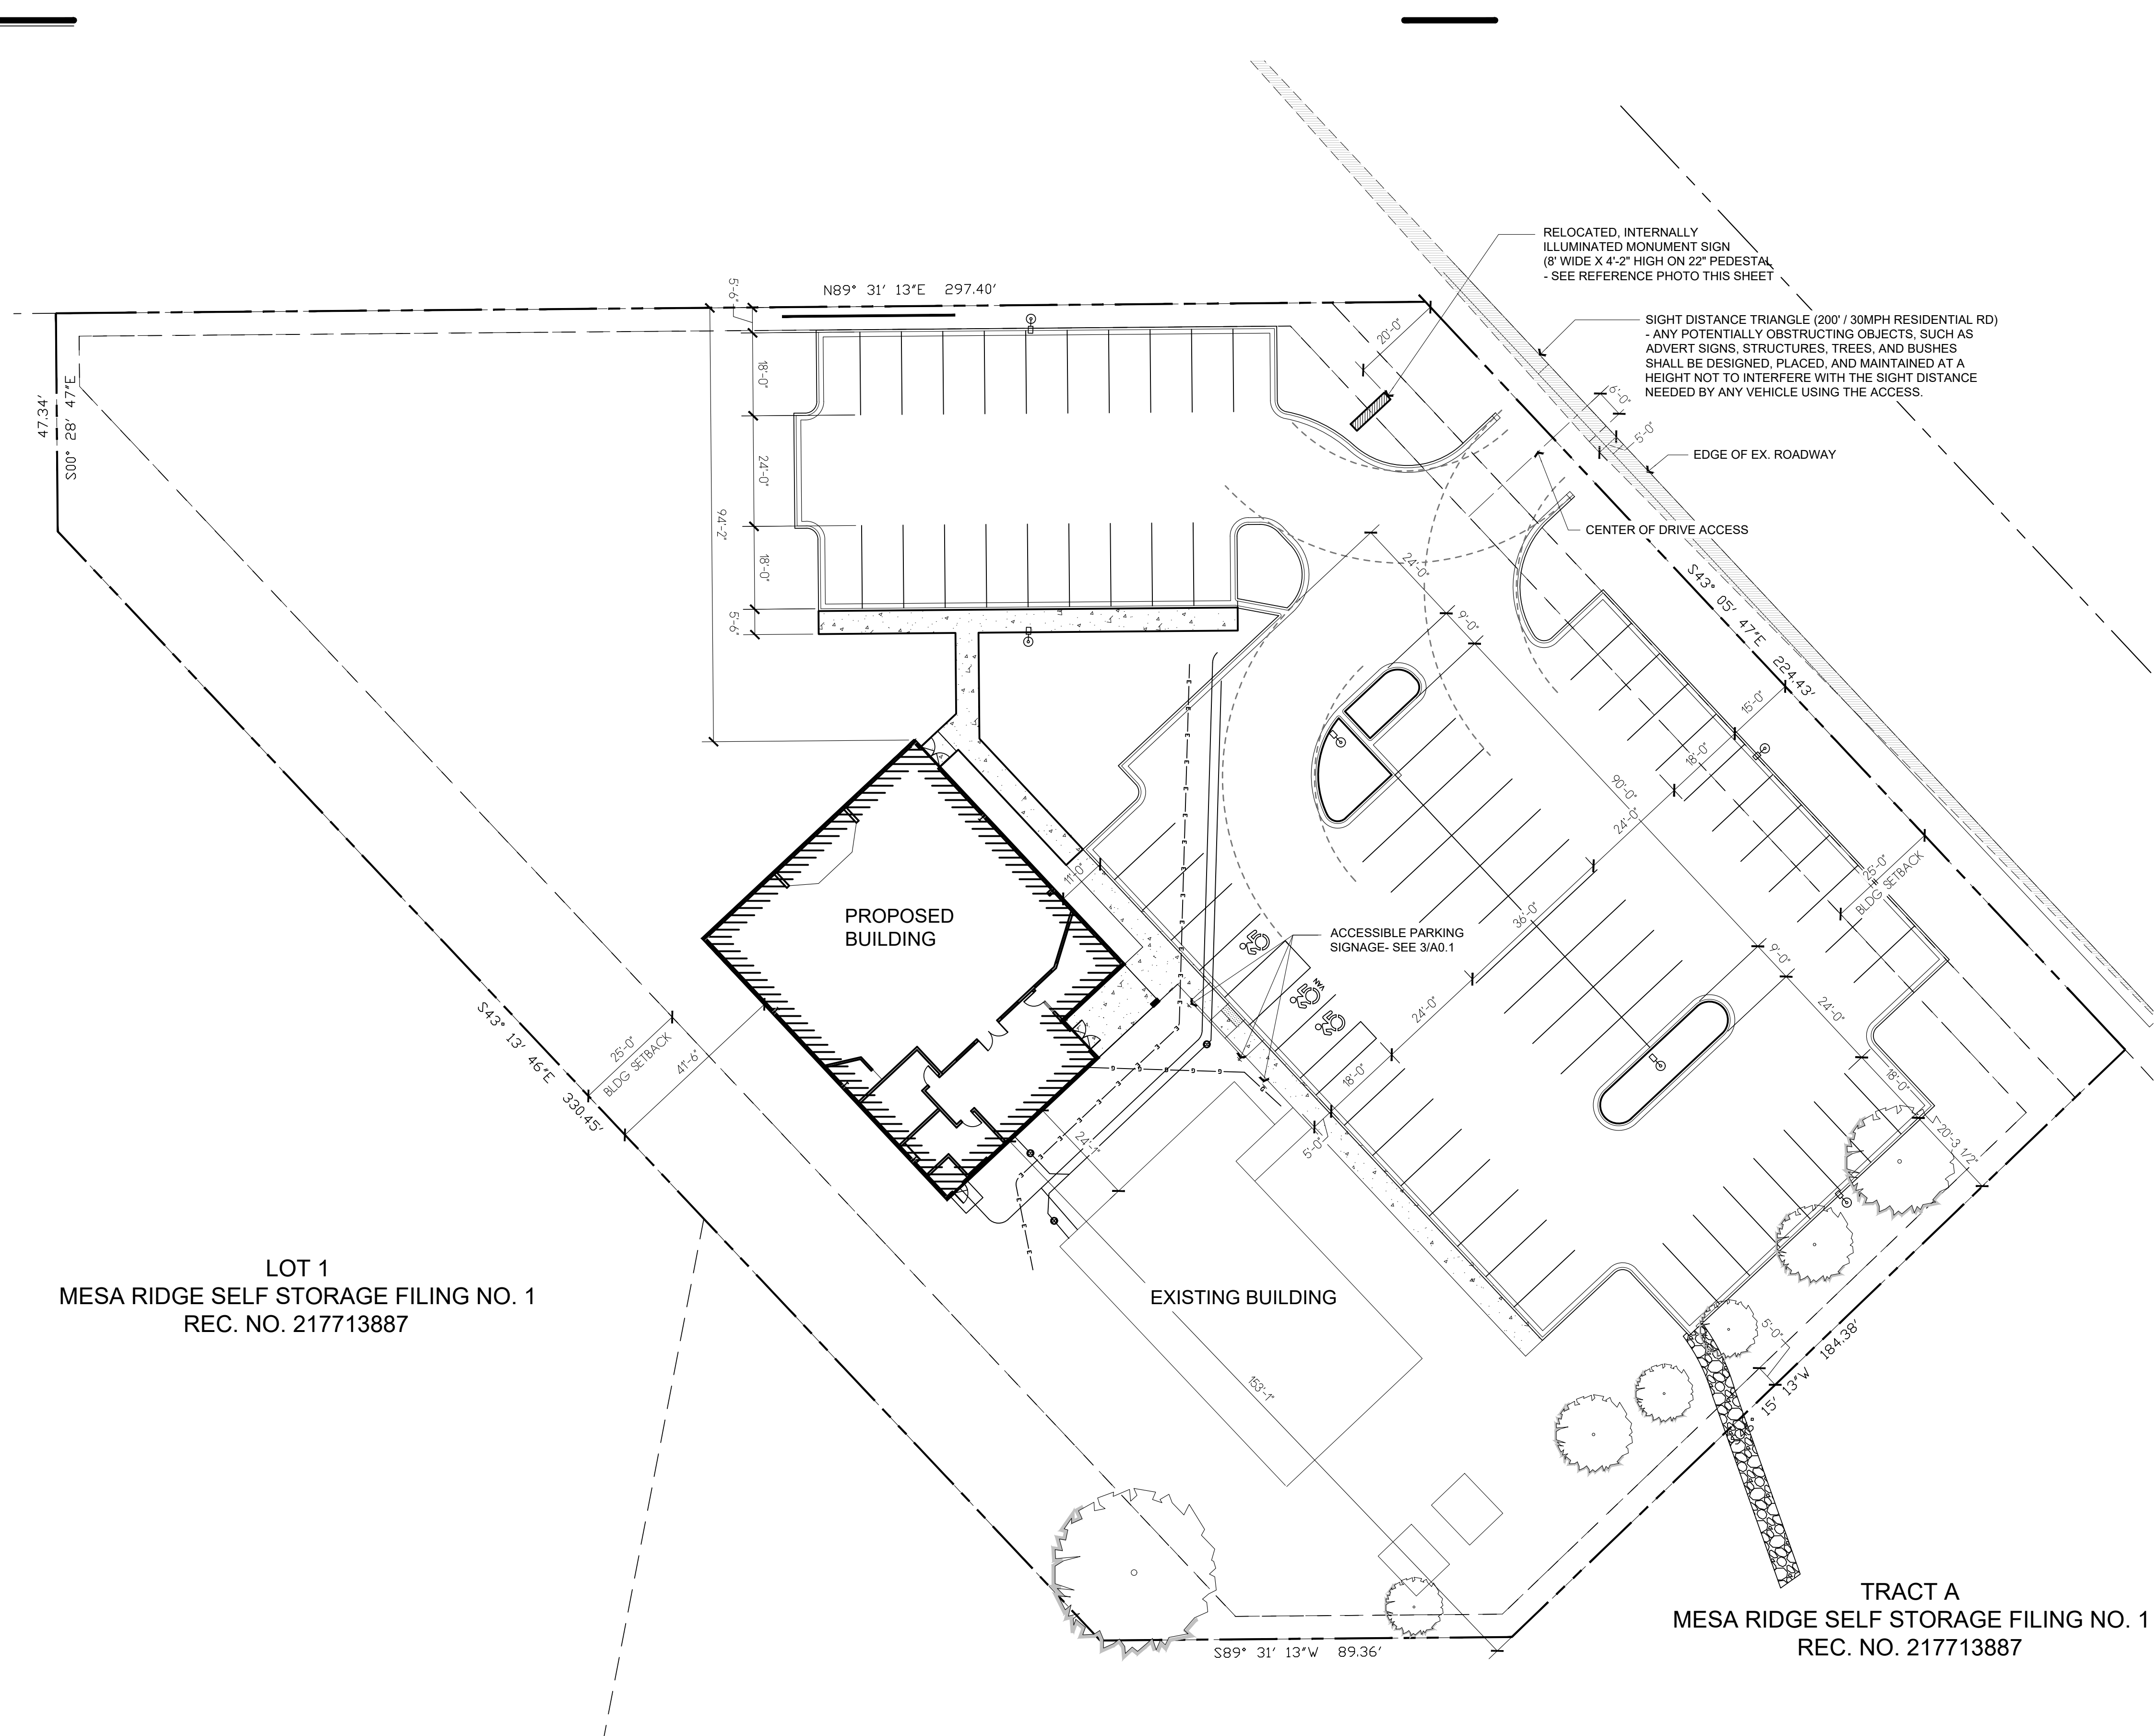 RELOCATED, INTERNALLY
ILLUMINATED MONUMENT SIGN
(8' WIDE X 4'-2" HIGH ON 22" PEDESTAL
- SEE REFERENCE PHOTO THIS SHEET
SIGHT DISTANCE TRIANGLE (200' / 30MPH RESIDENTIAL RD)
- ANY POTENTIALLY OBSTRUCTING OBJECTS, SUCH AS
ADVERT SIGNS, STRUCTURES, TREES, AND BUSHES
SHALL BE DESIGNED, PLACED, AND MAINTAINED AT A
HEIGHT NOT TO INTERFERE WITH THE SIGHT DISTANCE
NEEDED BY ANY VEHICLE USING THE ACCESS.
N89° 31' 13"E 297.40'
5'-6"
20'-0"
47.34'
S00° 28' 47"E
18'-0"
6'-0"
5'-0"
EDGE OF EX. ROADWAY
24'-0"
94'-2"
CENTER OF DRIVE ACCESS
18'-0"
24'-0"
5'-6"
9'-0"
S43° 05' 47"E 224.43'
15'-0"
18'-0"
90'-0"
24'-0"
25'-0"
BLDG SETBACK
11'-0"
PROPOSED
BUILDING
36'-0"
ACCESSIBLE PARKING
SIGNAGE- SEE 3/A0.1
VAN
9'-0"
24'-0"
24'-0"
S43° 13' 46"E
330.45'
25'-0"
BLDG SETBACK
41'-6"
18'-0"
18'-0"
E
G
24'-1"
5'-0"
20'-3 1/2"
LOT 1
MESA RIDGE SELF STORAGE FILING NO. 1
REC. NO. 217713887
EXISTING BUILDING
5'-0"
15' 13"W 184.38'
153'-1"
TRACT A
MESA RIDGE SELF STORAGE FILING NO. 1
REC. NO. 217713887
S89° 31' 13"W 89.36'